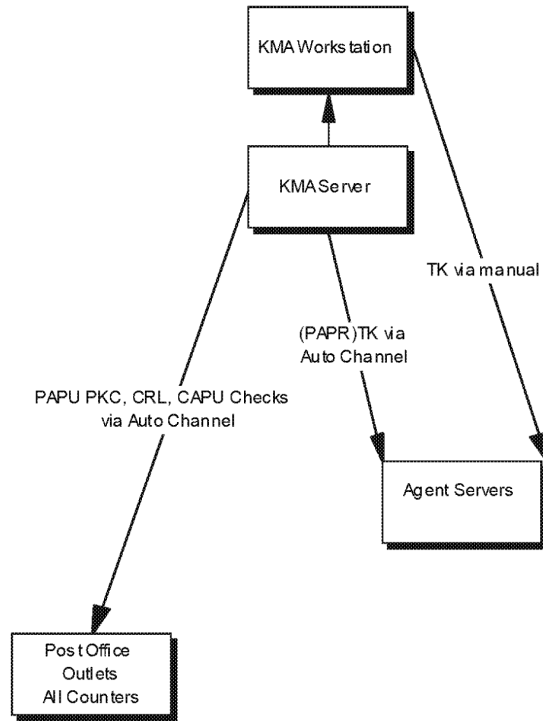 KMA Workstation
KMA Server
TK via manual
(PAPR)TK via
Auto Channel
PAPU PKC, CRL, CAPU Checks
via Auto Channel
Agent Servers
Post Office
Outlets
All Counters